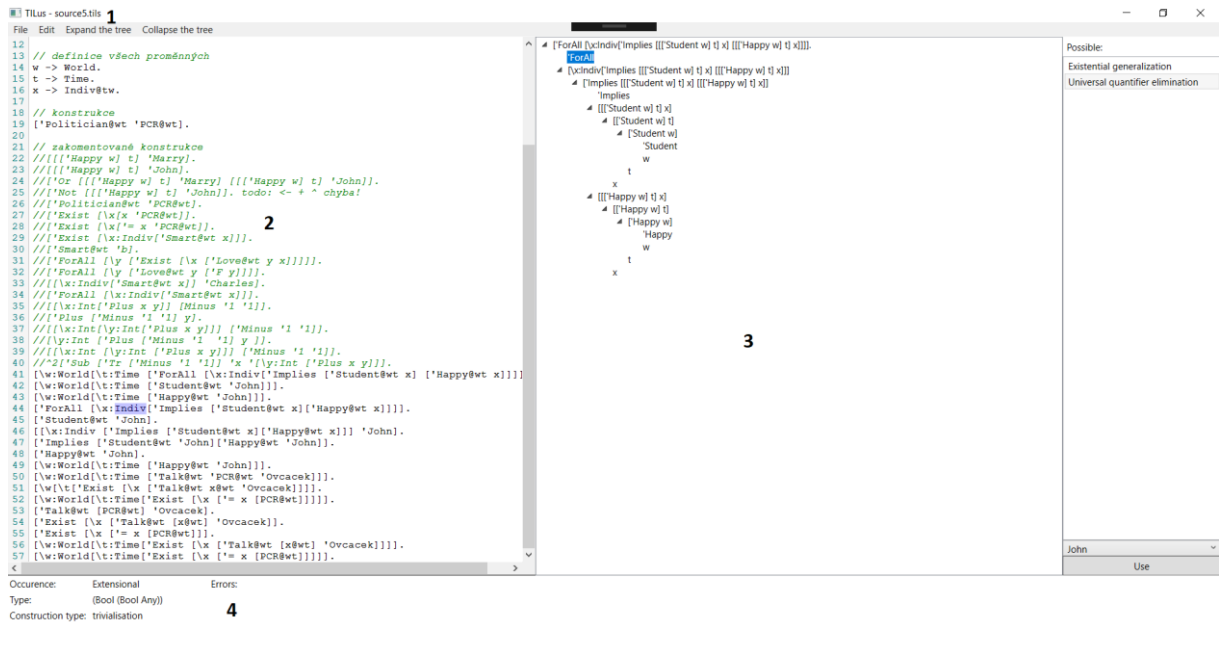 TILus - source5.tils 1
File Edit Expand the tree Collapse the tree
12
13 // definice všech proměnných
14 w -> World.
15 t -> Time.
16 x -> Indiv@tw.
17
18 // konstrukce
19 ['Politician@wt 'PCR@wt].
20
21 // zakomentované konstrukce
22 //[[['Happy w] t] 'Marry].
23 //[[['Happy w] t] 'John].
24 //['Or [[['Happy w] t] 'Marry] [[['Happy w] t] 'John]].
25 //['Not [[['Happy w] t] 'John]]. todo: <- + ^ chyba!
26 //['Politician@wt 'PCR@wt].
27 //['Exist [\x[x 'PCR@wt]].
28 //['Exist [\x['= x 'PCR@wt]].
29 //['Exist [\x:Indiv['Smart@wt x]]].
30 //['Smart@wt 'b].
31 //['ForAll [\y ['Exist [\x ['Love@wt y x]]]]].
32 //['ForAll [\y ['Love@wt y ['F y]]]].
33 //[[\x:Indiv['Smart@wt x]] 'Charles].
34 //['ForAll [\x:Indiv['Smart@wt x]]].
35 //[[\x:Int['Plus x y]] [Minus '1 '1]].
36 //['Plus ['Minus '1 '1] y].
37 //[[\x:Int[\y:Int['Plus x y]]] ['Minus '1 '1]].
38 //[\y:Int ['Plus ['Minus '1  '1] y ]].
39 //[[\x:Int [\y:Int ['Plus x y]]] ['Minus '1 '1]].
40 //^2['Sub ['Tr ['Minus '1 '1]] 'x '[\y:Int ['Plus x y]]].
41 [\w:World[\t:Time ['ForAll [\x:Indiv['Implies ['Student@wt x] ['Happy@wt x]]]]
42 [\w:World[\t:Time ['Student@wt 'John]]].
43 [\w:World[\t:Time ['Happy@wt 'John]]].
44 ['ForAll [\x:Indiv['Implies ['Student@wt x]['Happy@wt x]]]].
45 ['Student@wt 'John].
46 [[\x:Indiv ['Implies ['Student@wt x]['Happy@wt x]]] 'John].
47 ['Implies ['Student@wt 'John]['Happy@wt 'John]].
48 ['Happy@wt 'John].
49 [\w:World[\t:Time ['Happy@wt 'John]]].
50 [\w:World[\t:Time ['Talk@wt 'PCR@wt 'Ovcacek]]].
51 [\w[\t['Exist [\x ['Talk@wt x@wt 'Ovcacek]].
52 [\w:World[\t:Time['Exist [\x ['= x [PCR@wt]]]]].
53 ['Talk@wt [PCR@wt] 'Ovcacek].
54 ['Exist [\x ['Talk@wt [x@wt] 'Ovcacek]].
55 ['Exist [\x ['= x [PCR@wt]]].
56 [\w:World[\t:Time['Exist [\x ['Talk@wt [x@wt] 'Ovcacek]]]].
57 [\w:World[\t:Time['Exist [\x ['= x [PCR@wt]]]]].
2
['ForAll [\x:Indiv['Implies [[['Student w] t] x] [[['Happy w] t] x]]]].
'ForAll
[\x:Indiv['Implies [[['Student w] t] x] [[['Happy w] t] x]]]
['Implies [[['Student w] t] x] [[['Happy w] t] x]]
'Implies
[[['Student w] t] x]
[['Student w] t]
['Student w]
'Student
w
t
x
[[['Happy w] t] x]
[['Happy w] t]
['Happy w]
'Happy
w
t
x
3
Possible:
Existential generalization
Universal quantifier elimination
John
Use
Occurence: Extensional Errors:
Type: (Bool (Bool Any))
Construction type: trivialisation
4